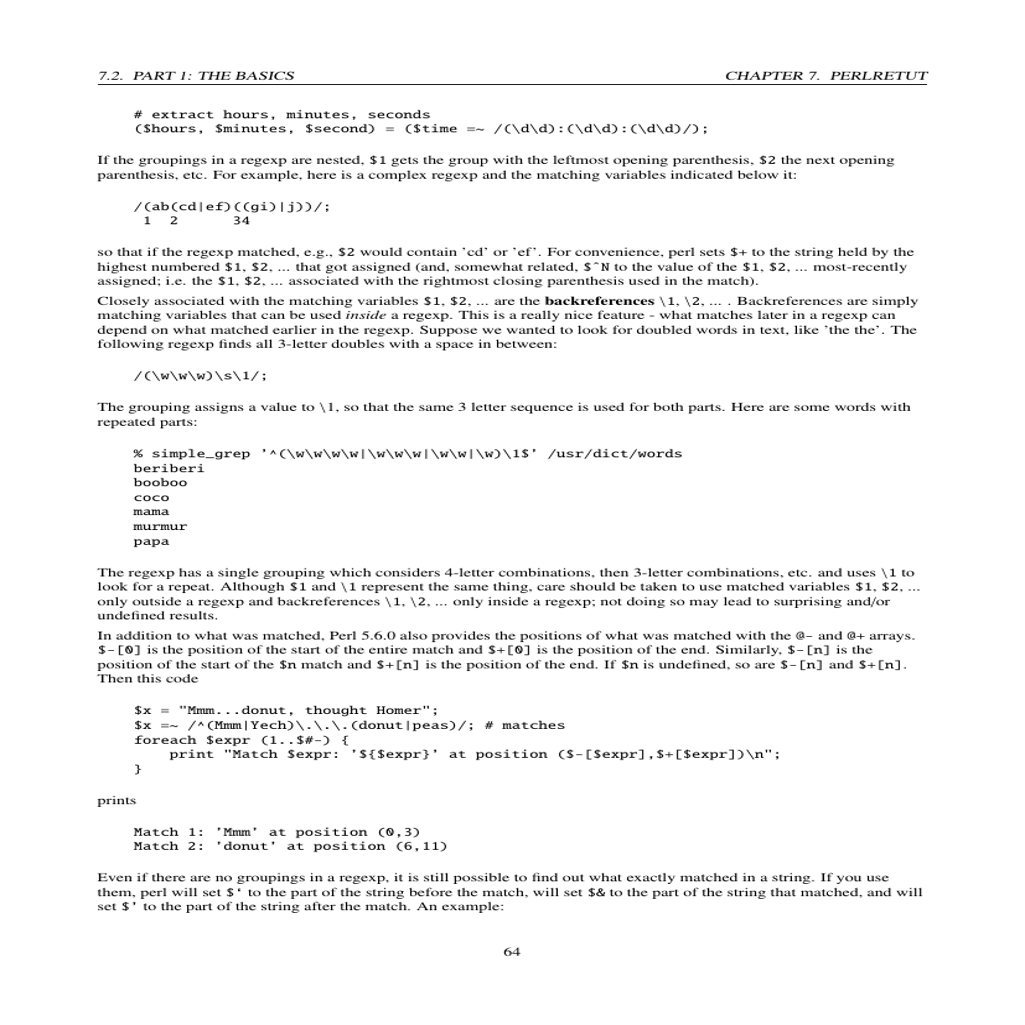 7.2. PART 1: THE BASICS CHAPTER 7. PERLRETUT
# extract hours, minutes, seconds
($hours, $minutes, $second) = ($time =~ /(\d\d):(\d\d):(\d\d)/);
If the groupings in a regexp are nested, $1 gets the group with the leftmost opening parenthesis, $2 the next opening
parenthesis, etc. For example, here is a complex regexp and the matching variables indicated below it:
/(ab(cd|ef)((gi)|j))/;
1 2 34
so that if the regexp matched, e.g., $2 would contain 'cd' or 'ef'. For convenience, perl sets $+ to the string held by the
highest numbered $1, $2, ... that got assigned (and, somewhat related, $^N to the value of the $1, $2, ... most-recently
assigned; i.e. the $1, $2, ... associated with the rightmost closing parenthesis used in the match).
Closely associated with the matching variables $1, $2, ... are the backreferences \1, \2, ... . Backreferences are simply
matching variables that can be used inside a regexp. This is a really nice feature - what matches later in a regexp can
depend on what matched earlier in the regexp. Suppose we wanted to look for doubled words in text, like 'the the'. The
following regexp finds all 3-letter doubles with a space in between:
/(\w\w\w)\s\1/;
The grouping assigns a value to \1, so that the same 3 letter sequence is used for both parts. Here are some words with
repeated parts:
% simple_grep '^(\w\w\w\w|\w\w\w|\w\w|\w)\1$' /usr/dict/words
beriberi
booboo
coco
mama
murmur
papa
The regexp has a single grouping which considers 4-letter combinations, then 3-letter combinations, etc. and uses \1 to
look for a repeat. Although $1 and \1 represent the same thing, care should be taken to use matched variables $1, $2, ...
only outside a regexp and backreferences \1, \2, ... only inside a regexp; not doing so may lead to surprising and/or
undefined results.
In addition to what was matched, Perl 5.6.0 also provides the positions of what was matched with the @- and @+ arrays.
$-[0] is the position of the start of the entire match and $+[0] is the position of the end. Similarly, $-[n] is the
position of the start of the $n match and $+[n] is the position of the end. If $n is undefined, so are $-[n] and $+[n].
Then this code
$x = "Mmm...donut, thought Homer";
$x =~ /^(Mmm|Yech)\.\.\.(donut|peas)/; # matches
foreach $expr (1..$#-) {
print "Match $expr: '${$expr}' at position ($-[$expr],$+[$expr])\n";
}
prints
Match 1: 'Mmm' at position (0,3)
Match 2: 'donut' at position (6,11)
Even if there are no groupings in a regexp, it is still possible to find out what exactly matched in a string. If you use
them, perl will set $‘ to the part of the string before the match, will set $& to the part of the string that matched, and will
set $' to the part of the string after the match. An example:
64